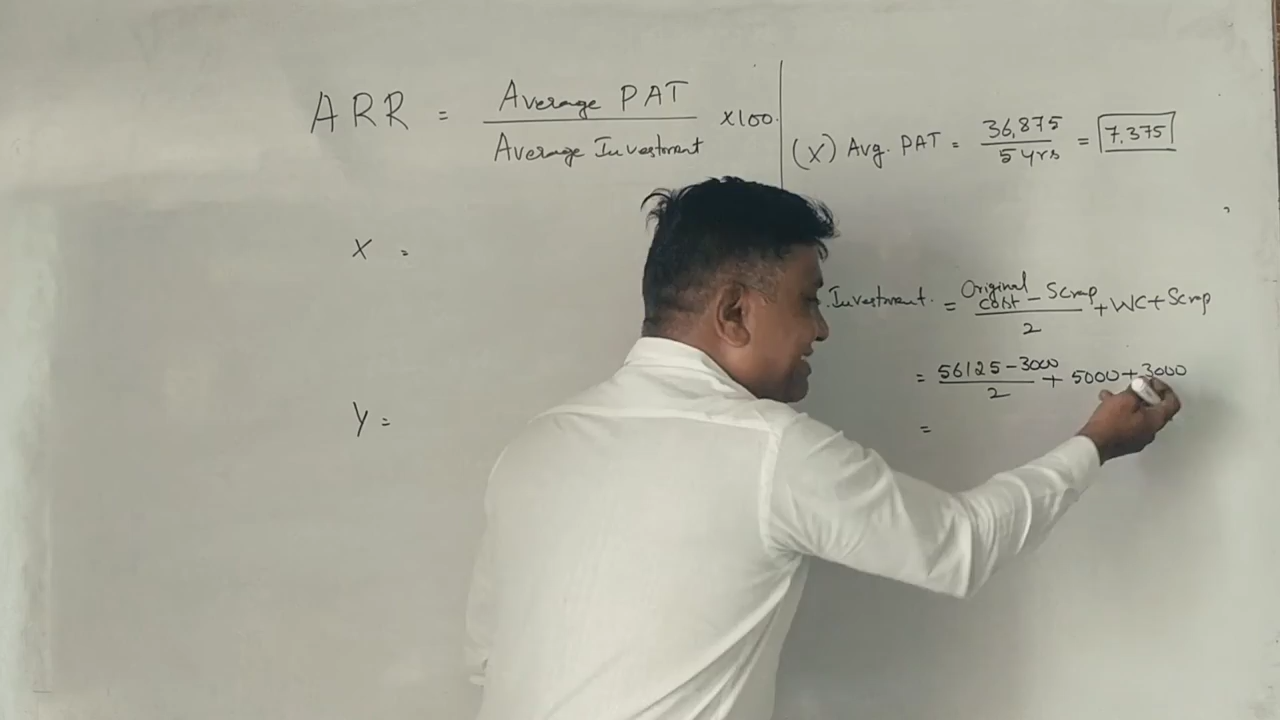 ARR = Average PAT / Average Investment x100.
(X) Avg. PAT = 36,875 / 5 yrs = 7,375
X =
Investment. = Original cost - Scrap / 2 + WC + Scrap
= 56125 - 3000 / 2 + 5000 + 3000
Y =
=